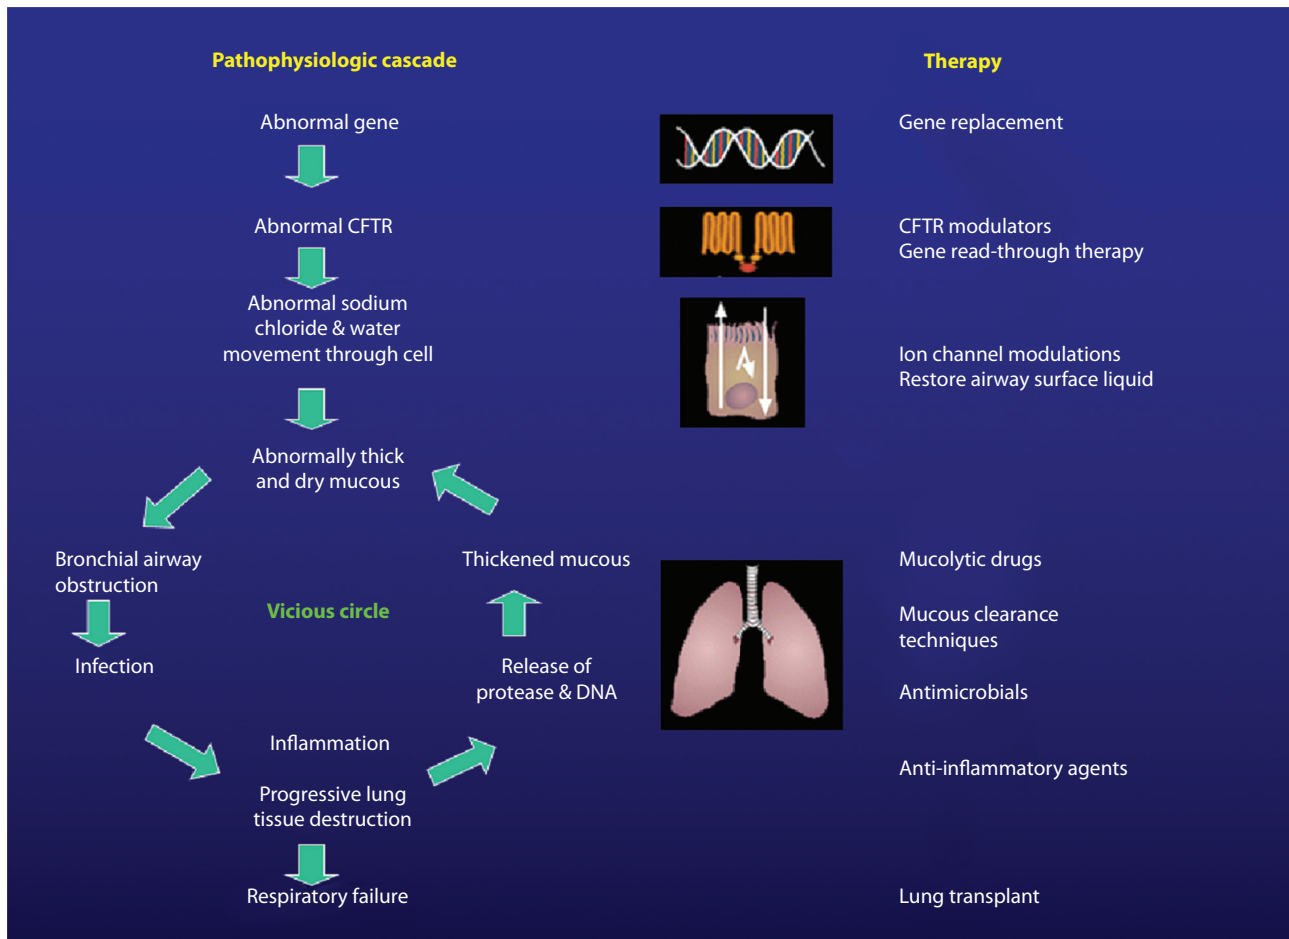 Pathophysiologic cascade
Therapy
Abnormal gene
Gene replacement
Abnormal CFTR
CFTR modulators
Gene read-through therapy
Abnormal sodium
chloride & water
movement through cell
Ion channel modulations
Restore airway surface liquid
Abnormally thick
and dry mucous
Bronchial airway
obstruction
Thickened mucous
Mucolytic drugs
Vicious circle
Mucous clearance
techniques
Infection
Release of
protease & DNA
Antimicrobials
Inflammation
Anti-inflammatory agents
Progressive lung
tissue destruction
Respiratory failure
Lung transplant